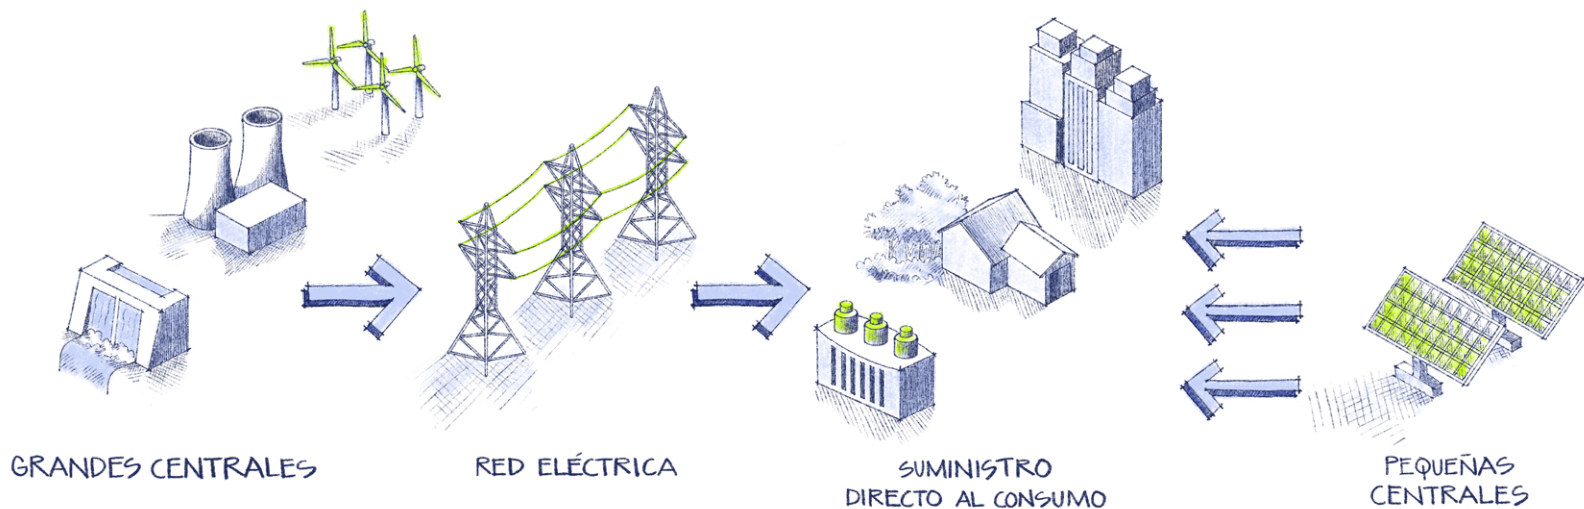 GRANDES CENTRALES
RED ELÉCTRICA
SUMINISTRO
DIRECTO AL CONSUMO
PEQUEÑAS
CENTRALES